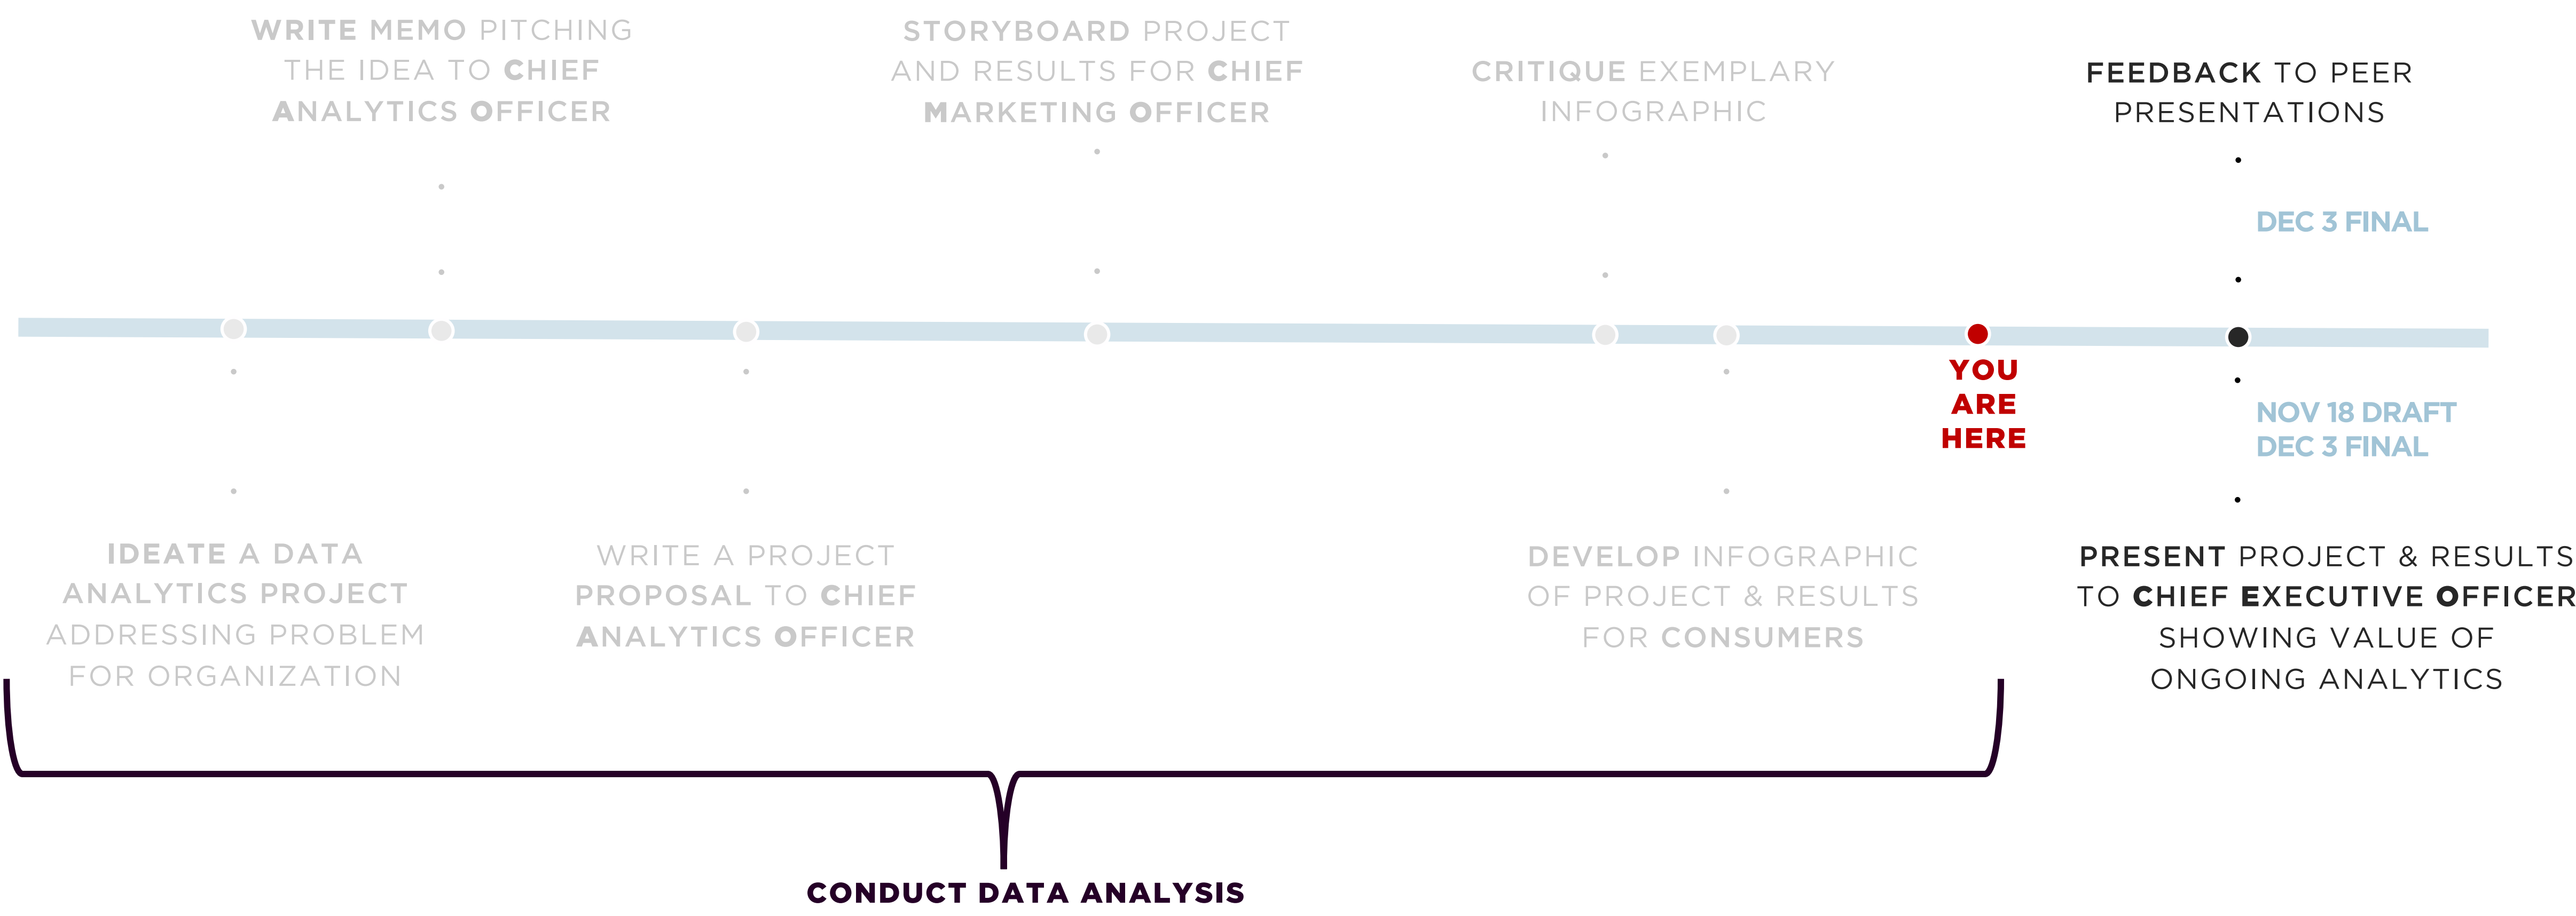 WRITE MEMO PITCHING
THE IDEA TO CHIEF
ANALYTICS OFFICER
STORYBOARD PROJECT
AND RESULTS FOR CHIEF
MARKETING OFFICER
CRITIQUE EXEMPLARY
INFOGRAPHIC
FEEDBACK TO PEER
PRESENTATIONS
DEC 3 FINAL
YOU
ARE
HERE
NOV 18 DRAFT
DEC 3 FINAL
IDEATE A DATA
ANALYTICS PROJECT
ADDRESSING PROBLEM
FOR ORGANIZATION
WRITE A PROJECT
PROPOSAL TO CHIEF
ANALYTICS OFFICER
DEVELOP INFOGRAPHIC
OF PROJECT & RESULTS
FOR CONSUMERS
PRESENT PROJECT & RESULTS
TO CHIEF EXECUTIVE OFFICER
SHOWING VALUE OF
ONGOING ANALYTICS
CONDUCT DATA ANALYSIS